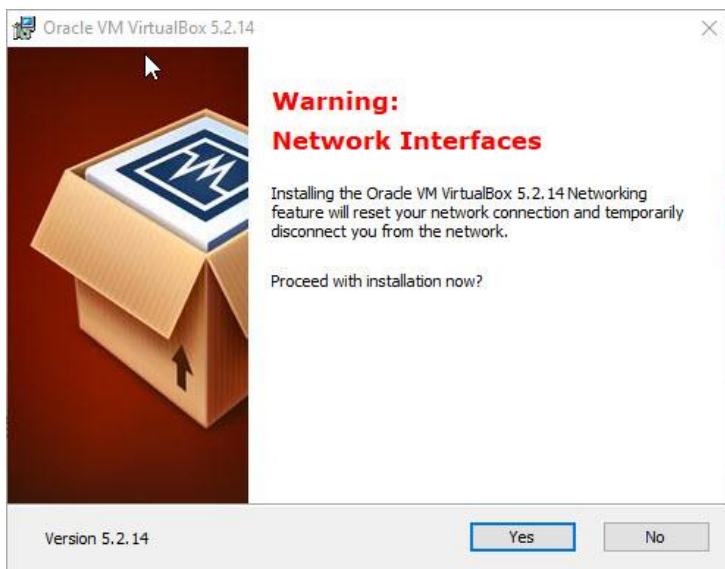 Oracle VM VirtualBox 5.2.14
Warning:
Network Interfaces
Installing the Oracle VM VirtualBox 5.2.14 Networking
feature will reset your network connection and temporarily
disconnect you from the network.
Proceed with installation now?
Version 5.2.14
Yes
No